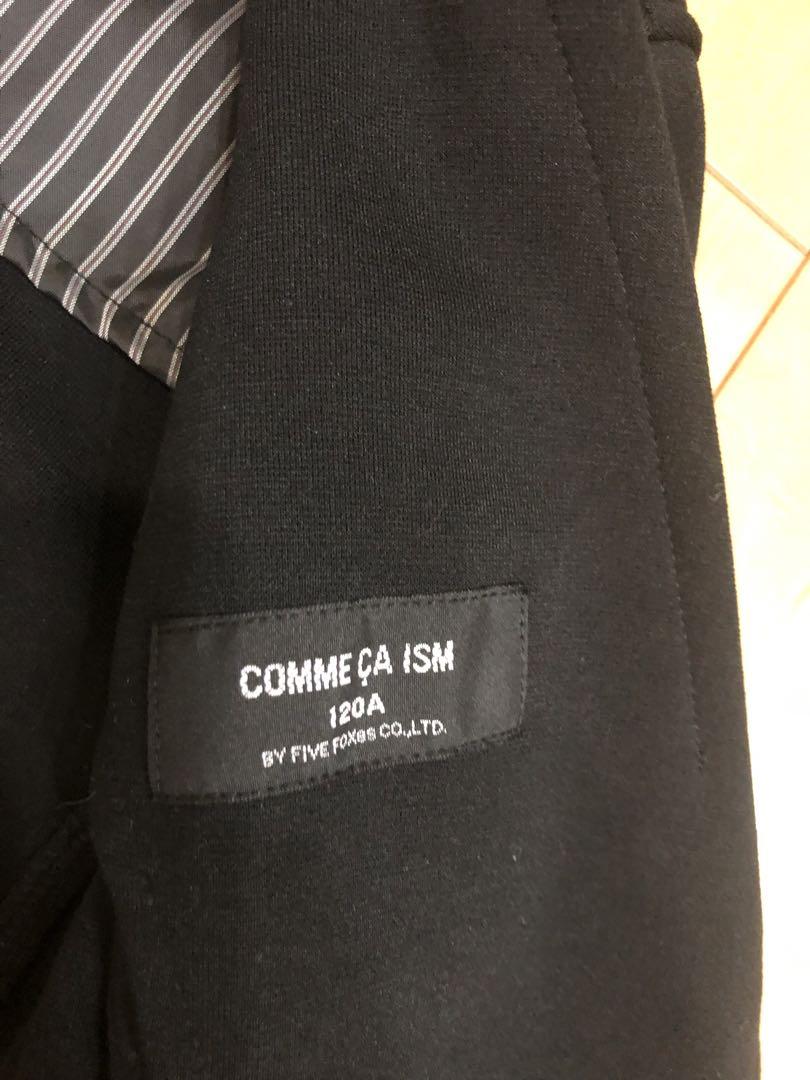 COMME ÇA ISM
120A
BY FIVE FOXES CO.,LTD.